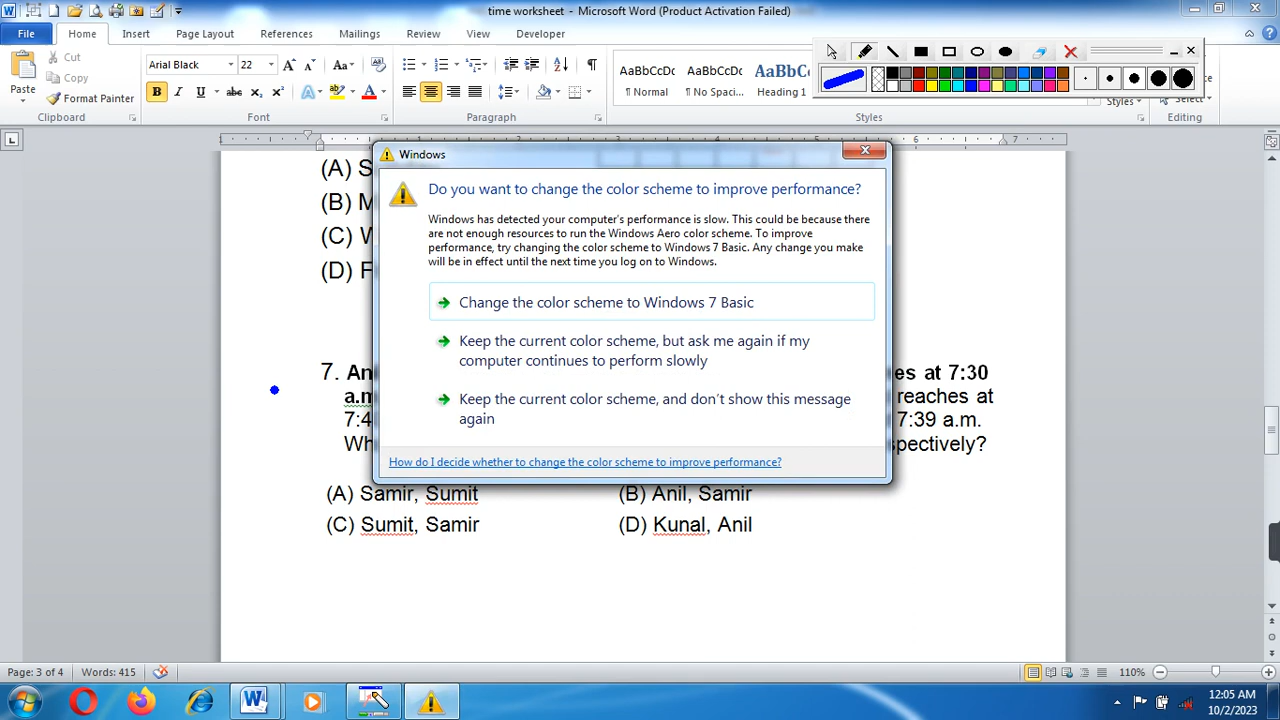 time worksheet - Microsoft Word (Product Activation Failed)
File Home Insert Page Layout References Mailings Review View Developer
Paste
Cut
Copy
Format Painter
Clipboard
Arial Black 22
Font
Paragraph
AaBbCcDc AaBbCcDc AaBbC
¶ Normal ¶ No Spaci... Heading 1
Styles
Styles
Select
Editing
(A) S
(B) M
(C) W
(D) F
Windows
Do you want to change the color scheme to improve performance?
Windows has detected your computer's performance is slow. This could be because there
are not enough resources to run the Windows Aero color scheme. To improve
performance, try changing the color scheme to Windows 7 Basic. Any change you make
will be in effect until the next time you log on to Windows.
Change the color scheme to Windows 7 Basic
Keep the current color scheme, but ask me again if my
computer continues to perform slowly
Keep the current color scheme, and don't show this message
again
How do I decide whether to change the color scheme to improve performance?
7. An es at 7:30
a.m reaches at
7:4 7:39 a.m.
Wh spectively?
(A) Samir, Sumit (B) Anil, Samir
(C) Sumit, Samir (D) Kunal, Anil
Page: 3 of 4 Words: 415 110%
12:05 AM
10/2/2023